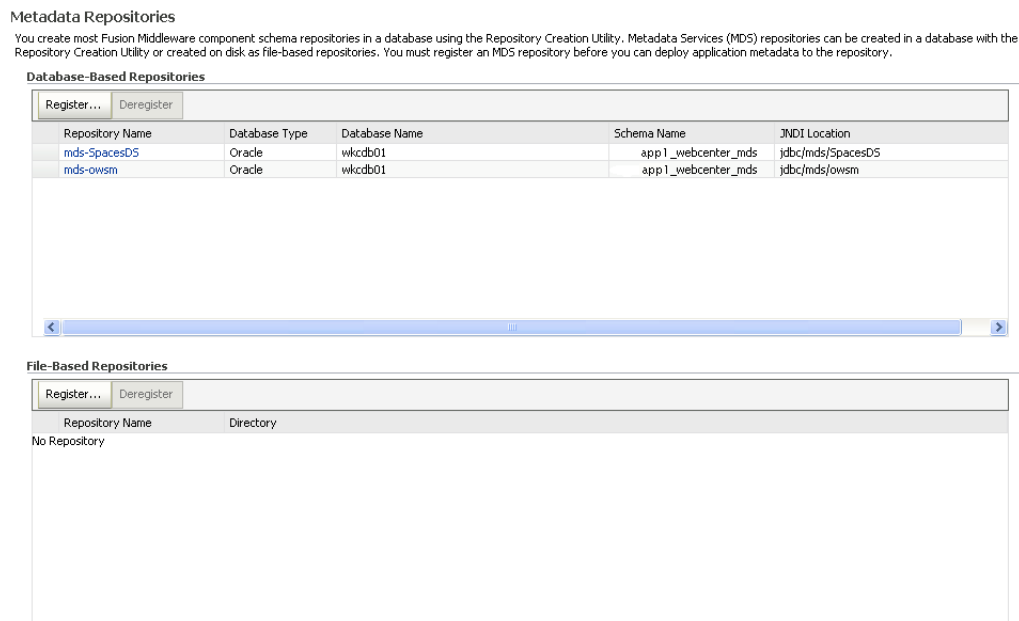 Metadata Repositories
You create most Fusion Middleware component schema repositories in a database using the Repository Creation Utility. Metadata Services (MDS) repositories can be created in a database with the
Repository Creation Utility or created on disk as file-based repositories. You must register an MDS repository before you can deploy application metadata to the repository.
Database-Based Repositories
Register... Deregister
Repository Name Database Type Database Name Schema Name JNDI Location
mds-SpacesDS Oracle wkcdb01 app1_webcenter_mds jdbc/mds/SpacesDS
mds-owsm Oracle wkcdb01 app1_webcenter_mds jdbc/mds/owsm
File-Based Repositories
Register... Deregister
Repository Name Directory
No Repository